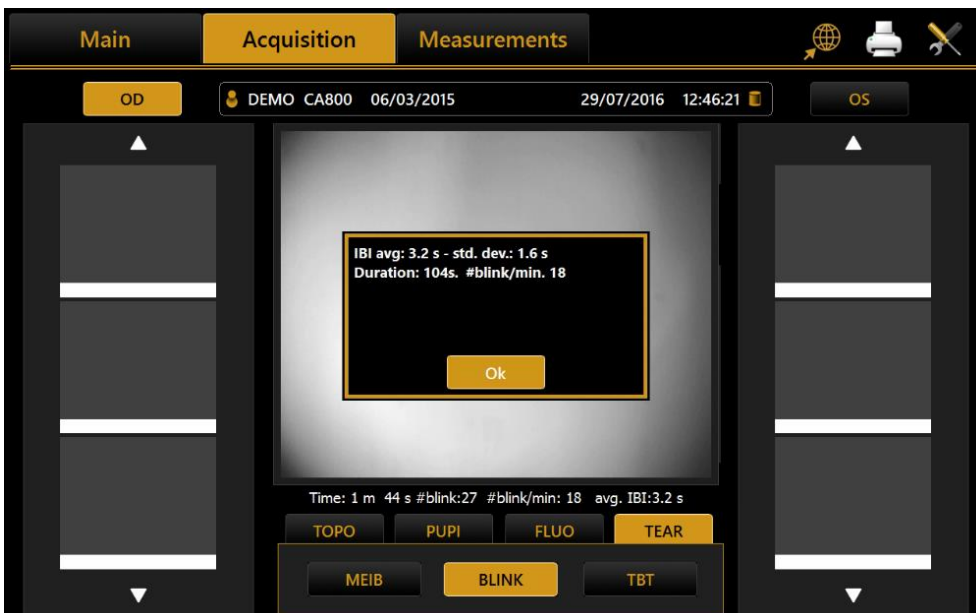 Main Acquisition Measurements
OD DEMO CA800 06/03/2015 29/07/2016 12:46:21 OS
IBI avg: 3.2 s - std. dev.: 1.6 s
Duration: 104s. #blink/min. 18
Ok
Time: 1 m 44 s #blink:27 #blink/min: 18 avg. IBI:3.2 s
TOPO PUPI FLUO TEAR
MEIB BLINK TBT